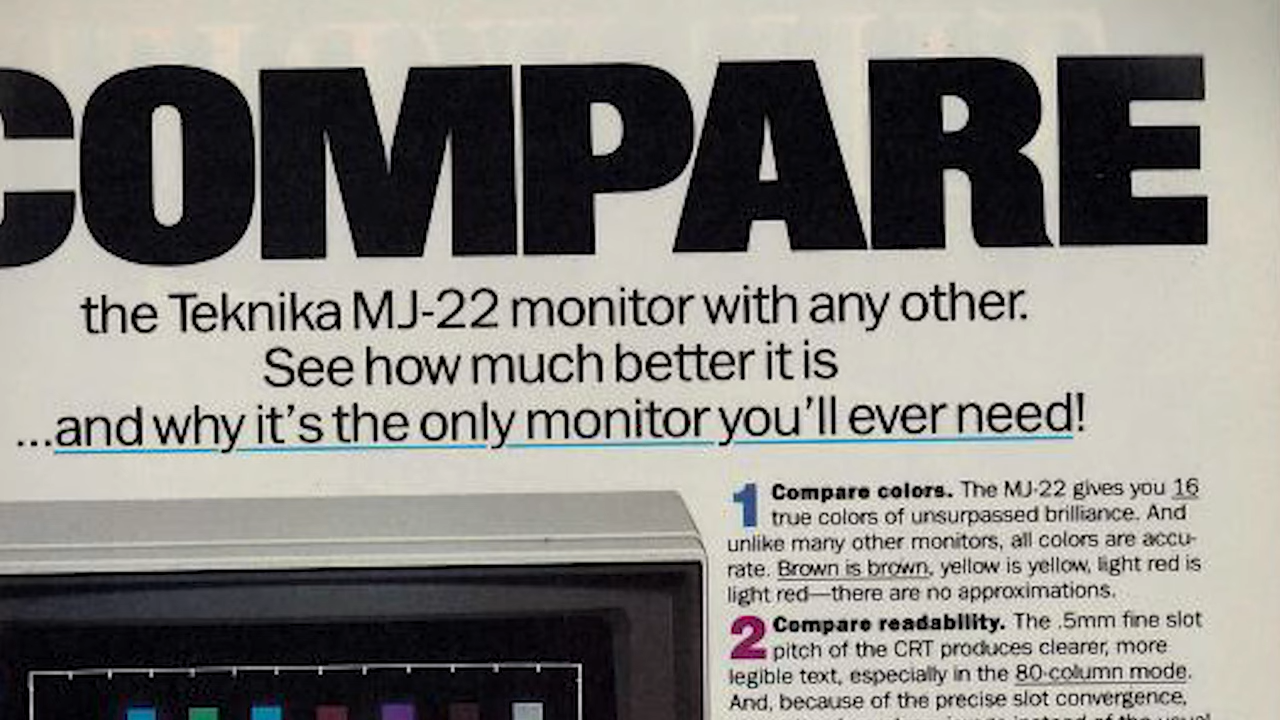 COMPARE
the Teknika MJ-22 monitor with any other.
See how much better it is
...and why it's the only monitor you'll ever need!
1 Compare colors. The MJ-22 gives you 16
true colors of unsurpassed brilliance. And
unlike many other monitors, all colors are accu-
rate. Brown is brown, yellow is yellow, light red is
light red—there are no approximations.
2 Compare readability. The .5mm fine slot
pitch of the CRT produces clearer, more
legible text, especially in the 80-column mode.
And, because of the precise slot convergence,